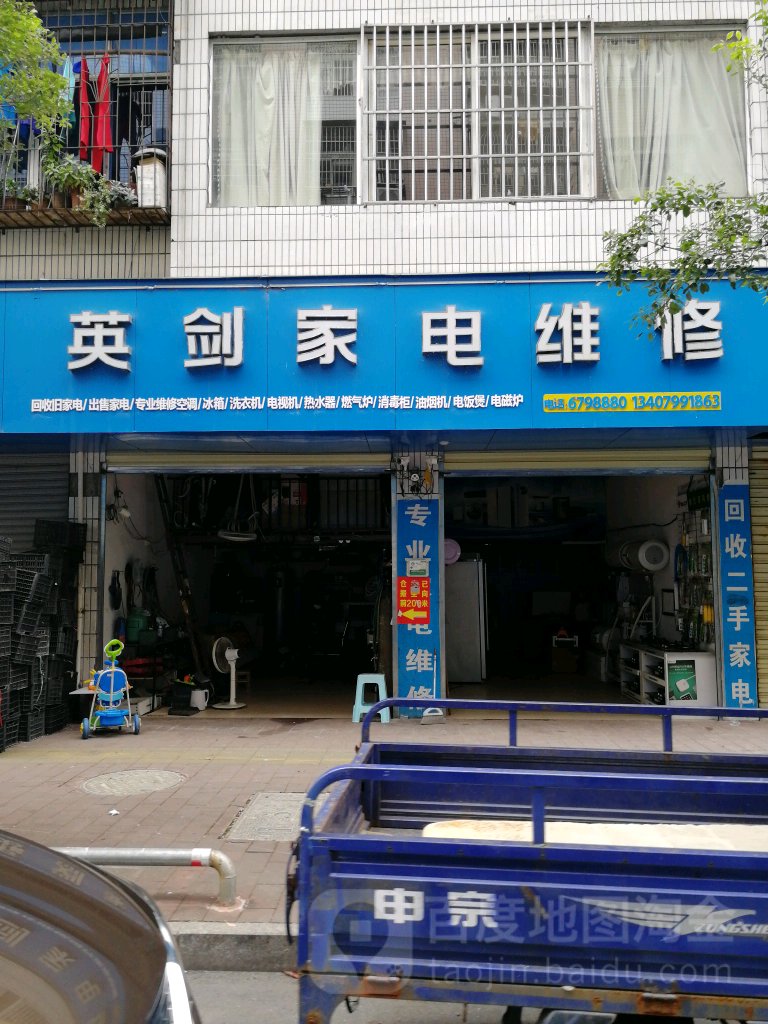 英剑家电维修
回收旧家电/出售家电/专业维修空调/冰箱/洗衣机/电视机/热水器/燃气炉/消毒柜/油烟机/电饭煲/电磁炉
电话:6798880 13407991863
专业
电维修
回收二手家电
申宗
百度地图淘金
taojin.baidu.com